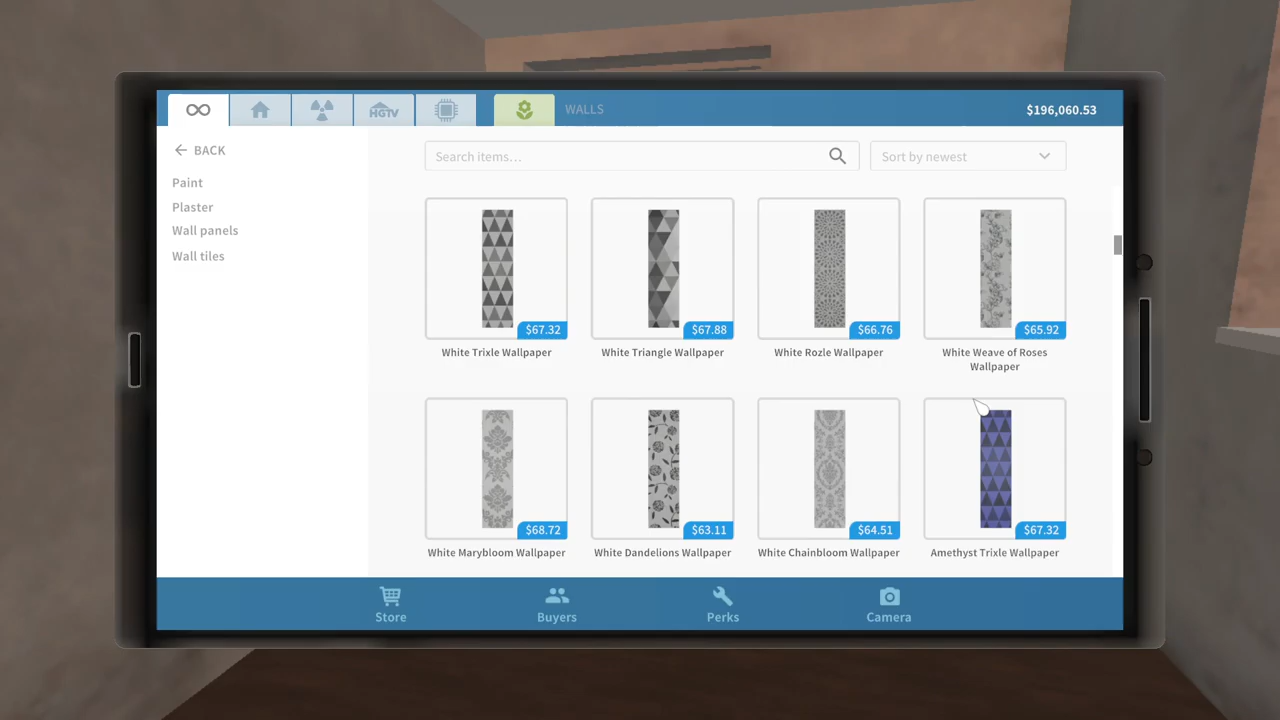 HGTV
WALLS
$196,060.53
BACK
Paint
Plaster
Wall panels
Wall tiles
Search items...
Sort by newest
$67.32
$67.88
$66.76
$65.92
White Trixle Wallpaper
White Triangle Wallpaper
White Rozle Wallpaper
White Weave of Roses
Wallpaper
$68.72
$63.11
$64.51
$67.32
White Marybloom Wallpaper
White Dandelions Wallpaper
White Chainbloom Wallpaper
Amethyst Trixle Wallpaper
Store
Buyers
Perks
Camera